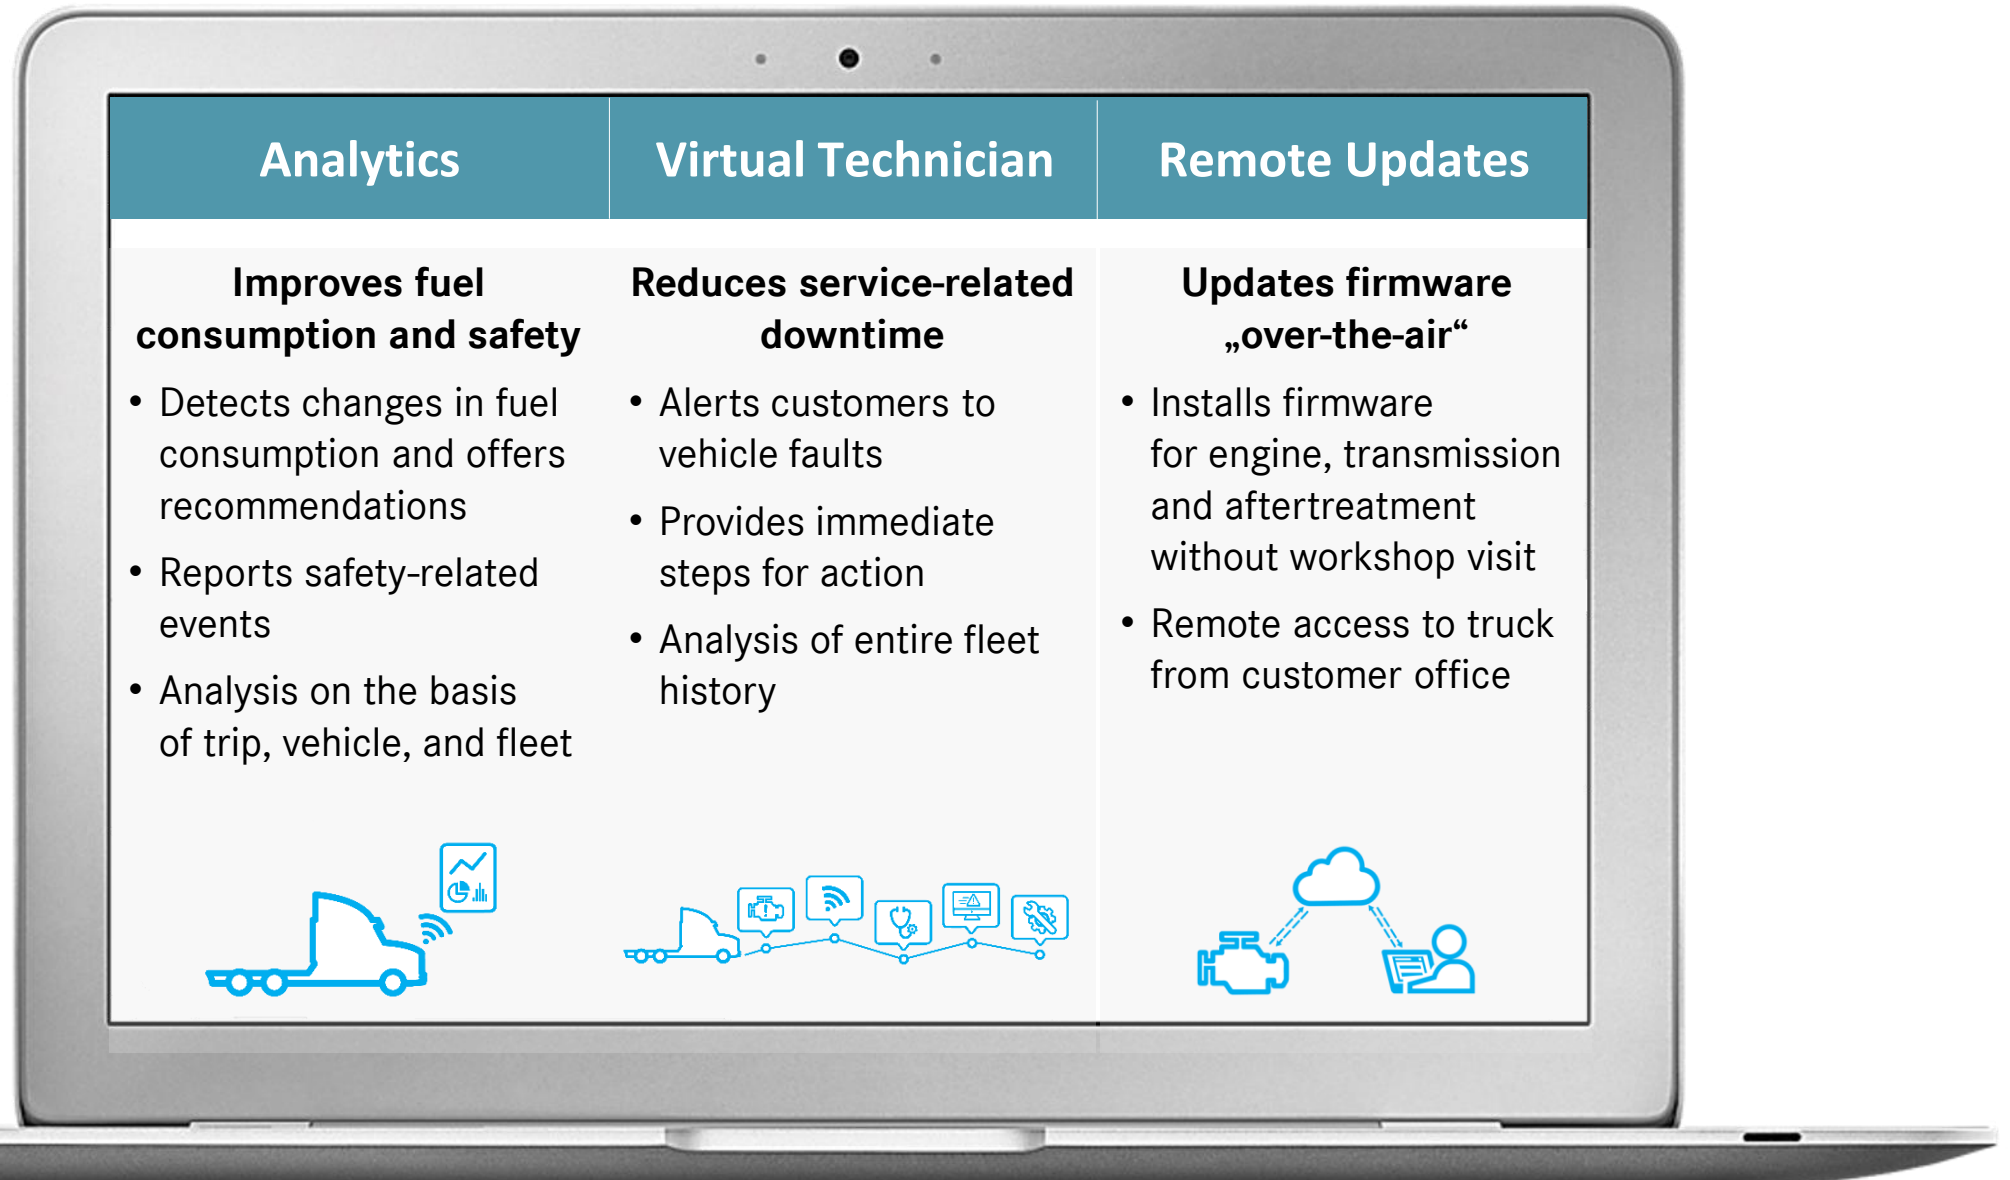 Analytics
Virtual Technician
Remote Updates
Improves fuel
consumption and safety
• Detects changes in fuel
consumption and offers
recommendations
• Reports safety-related
events
• Analysis on the basis
of trip, vehicle, and fleet
Reduces service-related
downtime
• Alerts customers to
vehicle faults
• Provides immediate
steps for action
• Analysis of entire fleet
history
Updates firmware
„over-the-air“
• Installs firmware
for engine, transmission
and aftertreatment
without workshop visit
• Remote access to truck
from customer office